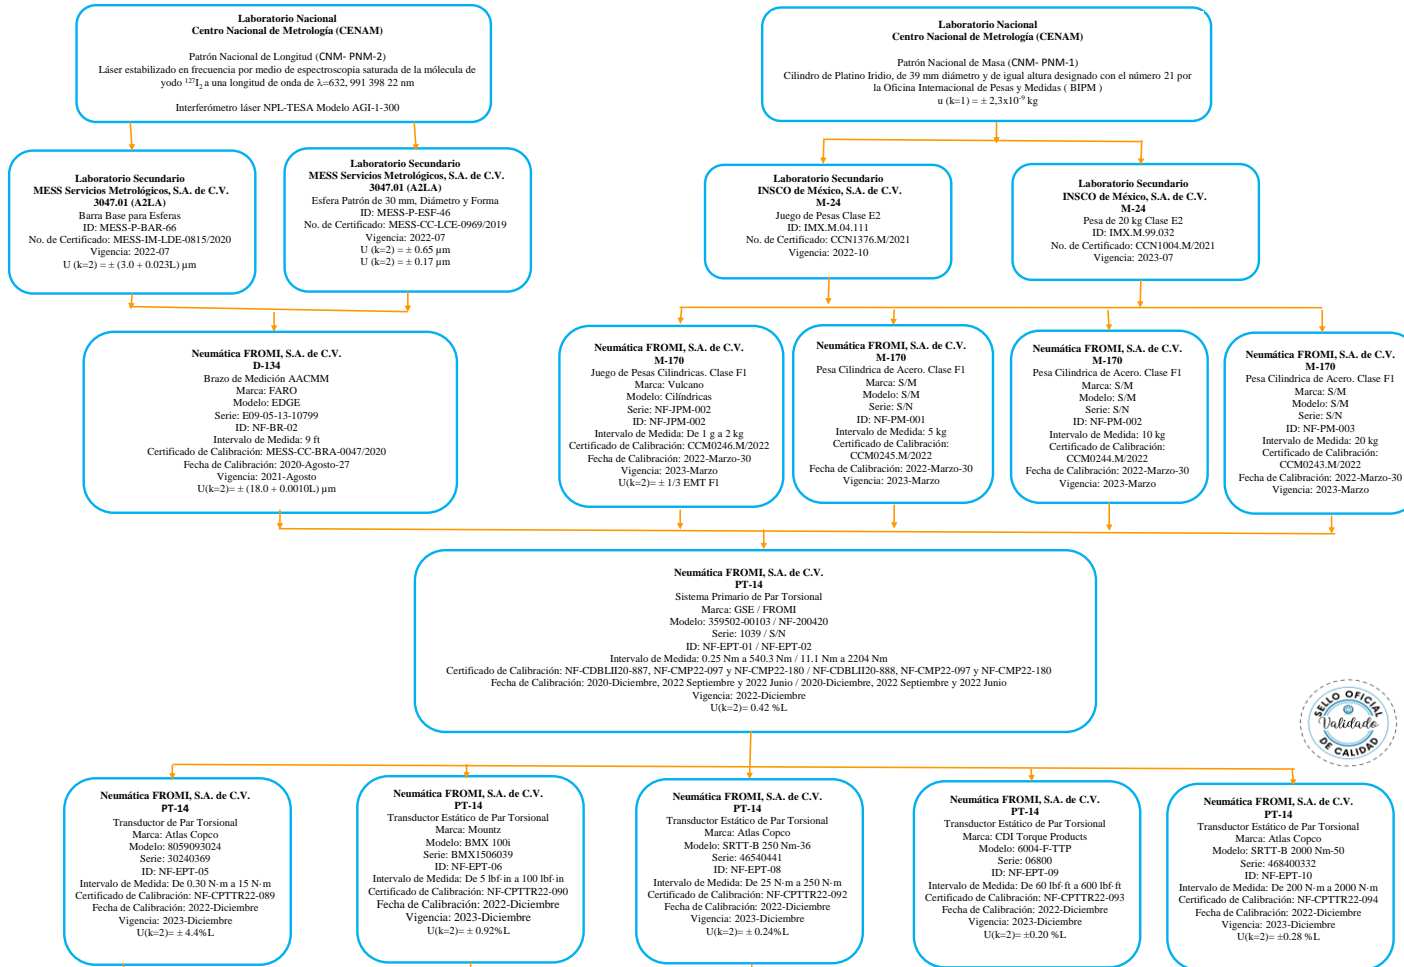 Laboratorio Nacional
Centro Nacional de Metrología (CENAM)
Patrón Nacional de Longitud (CNM- PNM-2)
Láser estabilizado en frecuencia por medio de espectroscopia saturada de la mólecula de
yodo ¹²⁷I₂ a una longitud de onda de λ=632, 991 398 22 nm
Interferómetro láser NPL-TESA Modelo AGI-1-300
Laboratorio Nacional
Centro Nacional de Metrología (CENAM)
Patrón Nacional de Masa (CNM- PNM-1)
Cilindro de Platino Iridio, de 39 mm diámetro y de igual altura designado con el número 21 por
la Oficina Internacional de Pesas y Medidas ( BIPM )
u (k=1) = ± 2,3x10⁻⁹ kg
Laboratorio Secundario
MESS Servicios Metrológicos, S.A. de C.V.
3047.01 (A2LA)
Barra Base para Esferas
ID: MESS-P-BAR-66
No. de Certificado: MESS-IM-LDE-0815/2020
Vigencia: 2022-07
U (k=2) = ± (3.0 + 0.023L) µm
Laboratorio Secundario
MESS Servicios Metrológicos, S.A. de C.V.
3047.01 (A2LA)
Esfera Patrón de 30 mm, Diámetro y Forma
ID: MESS-P-ESF-46
No. de Certificado: MESS-CC-LCE-0969/2019
Vigencia: 2022-07
U (k=2) = ± 0.65 µm
U (k=2) = ± 0.17 µm
Laboratorio Secundario
INSCO de México, S.A. de C.V.
M-24
Juego de Pesas Clase E2
ID: IMX.M.04.111
No. de Certificado: CCN1376.M/2021
Vigencia: 2022-10
Laboratorio Secundario
INSCO de México, S.A. de C.V.
M-24
Pesa de 20 kg Clase E2
ID: IMX.M.99.032
No. de Certificado: CCN1004.M/2021
Vigencia: 2023-07
Neumática FROMI, S.A. de C.V.
D-134
Brazo de Medición AACMM
Marca: FARO
Modelo: EDGE
Serie: E09-05-13-10799
ID: NF-BR-02
Intervalo de Medida: 9 ft
Certificado de Calibración: MESS-CC-BRA-0047/2020
Fecha de Calibración: 2020-Agosto-27
Vigencia: 2021-Agosto
U(k=2)= ± (18.0 + 0.0010L) µm
Neumática FROMI, S.A. de C.V.
M-170
Juego de Pesas Cilindricas. Clase F1
Marca: Vulcano
Modelo: Cilíndricas
Serie: NF-JPM-002
ID: NF-JPM-002
Intervalo de Medida: De 1 g a 2 kg
Certificado de Calibración: CCM0246.M/2022
Fecha de Calibración: 2022-Marzo-30
Vigencia: 2023-Marzo
U(k=2)= ± 1/3 EMT F1
Neumática FROMI, S.A. de C.V.
M-170
Pesa Cilindrica de Acero. Clase F1
Marca: S/M
Modelo: S/M
Serie: S/N
ID: NF-PM-001
Intervalo de Medida: 5 kg
Certificado de Calibración:
CCM0245.M/2022
Fecha de Calibración: 2022-Marzo-30
Vigencia: 2023-Marzo
Neumática FROMI, S.A. de C.V.
M-170
Pesa Cilindrica de Acero. Clase F1
Marca: S/M
Modelo: S/M
Serie: S/N
ID: NF-PM-002
Intervalo de Medida: 10 kg
Certificado de Calibración:
CCM0244.M/2022
Fecha de Calibración: 2022-Marzo-30
Vigencia: 2023-Marzo
Neumática FROMI, S.A. de C.V.
M-170
Pesa Cilindrica de Acero. Clase F1
Marca: S/M
Modelo: S/M
Serie: S/N
ID: NF-PM-003
Intervalo de Medida: 20 kg
Certificado de Calibración:
CCM0243.M/2022
Fecha de Calibración: 2022-Marzo-30
Vigencia: 2023-Marzo
Neumática FROMI, S.A. de C.V.
PT-14
Sistema Primario de Par Torsional
Marca: GSE / FROMI
Modelo: 359502-00103 / NF-200420
Serie: 1039 / S/N
ID: NF-EPT-01 / NF-EPT-02
Intervalo de Medida: 0.25 Nm a 540.3 Nm / 11.1 Nm a 2204 Nm
Certificado de Calibración: NF-CDBLII20-887, NF-CMP22-097 y NF-CMP22-180 / NF-CDBLII20-888, NF-CMP22-097 y NF-CMP22-180
Fecha de Calibración: 2020-Diciembre, 2022 Septiembre y 2022 Junio / 2020-Diciembre, 2022 Septiembre y 2022 Junio
Vigencia: 2022-Diciembre
U(k=2)= 0.42 %L
SELLO OFICIAL
Validado
DE CALIDAD
Neumática FROMI, S.A. de C.V.
PT-14
Transductor de Par Torsional
Marca: Atlas Copco
Modelo: 8059093024
Serie: 30240369
ID: NF-EPT-05
Intervalo de Medida: De 0.30 N·m a 15 N·m
Certificado de Calibración: NF-CPTTR22-089
Fecha de Calibración: 2022-Diciembre
Vigencia: 2023-Diciembre
U(k=2)= ± 4.4%L
Neumática FROMI, S.A. de C.V.
PT-14
Transductor Estático de Par Torsional
Marca: Mountz
Modelo: BMX 100i
Serie: BMX1506039
ID: NF-EPT-06
Intervalo de Medida: De 5 lbf·in a 100 lbf·in
Certificado de Calibración: NF-CPTTR22-090
Fecha de Calibración: 2022-Diciembre
Vigencia: 2023-Diciembre
U(k=2)= ± 0.92%L
Neumática FROMI, S.A. de C.V.
PT-14
Transductor Estático de Par Torsional
Marca: Atlas Copco
Modelo: SRTT-B 250 Nm-36
Serie: 46540441
ID: NF-EPT-08
Intervalo de Medida: De 25 N·m a 250 N·m
Certificado de Calibración: NF-CPTTR22-092
Fecha de Calibración: 2022-Diciembre
Vigencia: 2023-Diciembre
U(k=2)= ± 0.24%L
Neumática FROMI, S.A. de C.V.
PT-14
Transductor Estático de Par Torsional
Marca: CDI Torque Products
Modelo: 6004-F-TTP
Serie: 06800
ID: NF-EPT-09
Intervalo de Medida: De 60 lbf·ft a 600 lbf·ft
Certificado de Calibración: NF-CPTTR22-093
Fecha de Calibración: 2022-Diciembre
Vigencia: 2023-Diciembre
U(k=2)= ±0.20 %L
Neumática FROMI, S.A. de C.V.
PT-14
Transductor Estático de Par Torsional
Marca: Atlas Copco
Modelo: SRTT-B 2000 Nm-50
Serie: 468400332
ID: NF-EPT-10
Intervalo de Medida: De 200 N·m a 2000 N·m
Certificado de Calibración: NF-CPTTR22-094
Fecha de Calibración: 2022-Diciembre
Vigencia: 2023-Diciembre
U(k=2)= ±0.28 %L